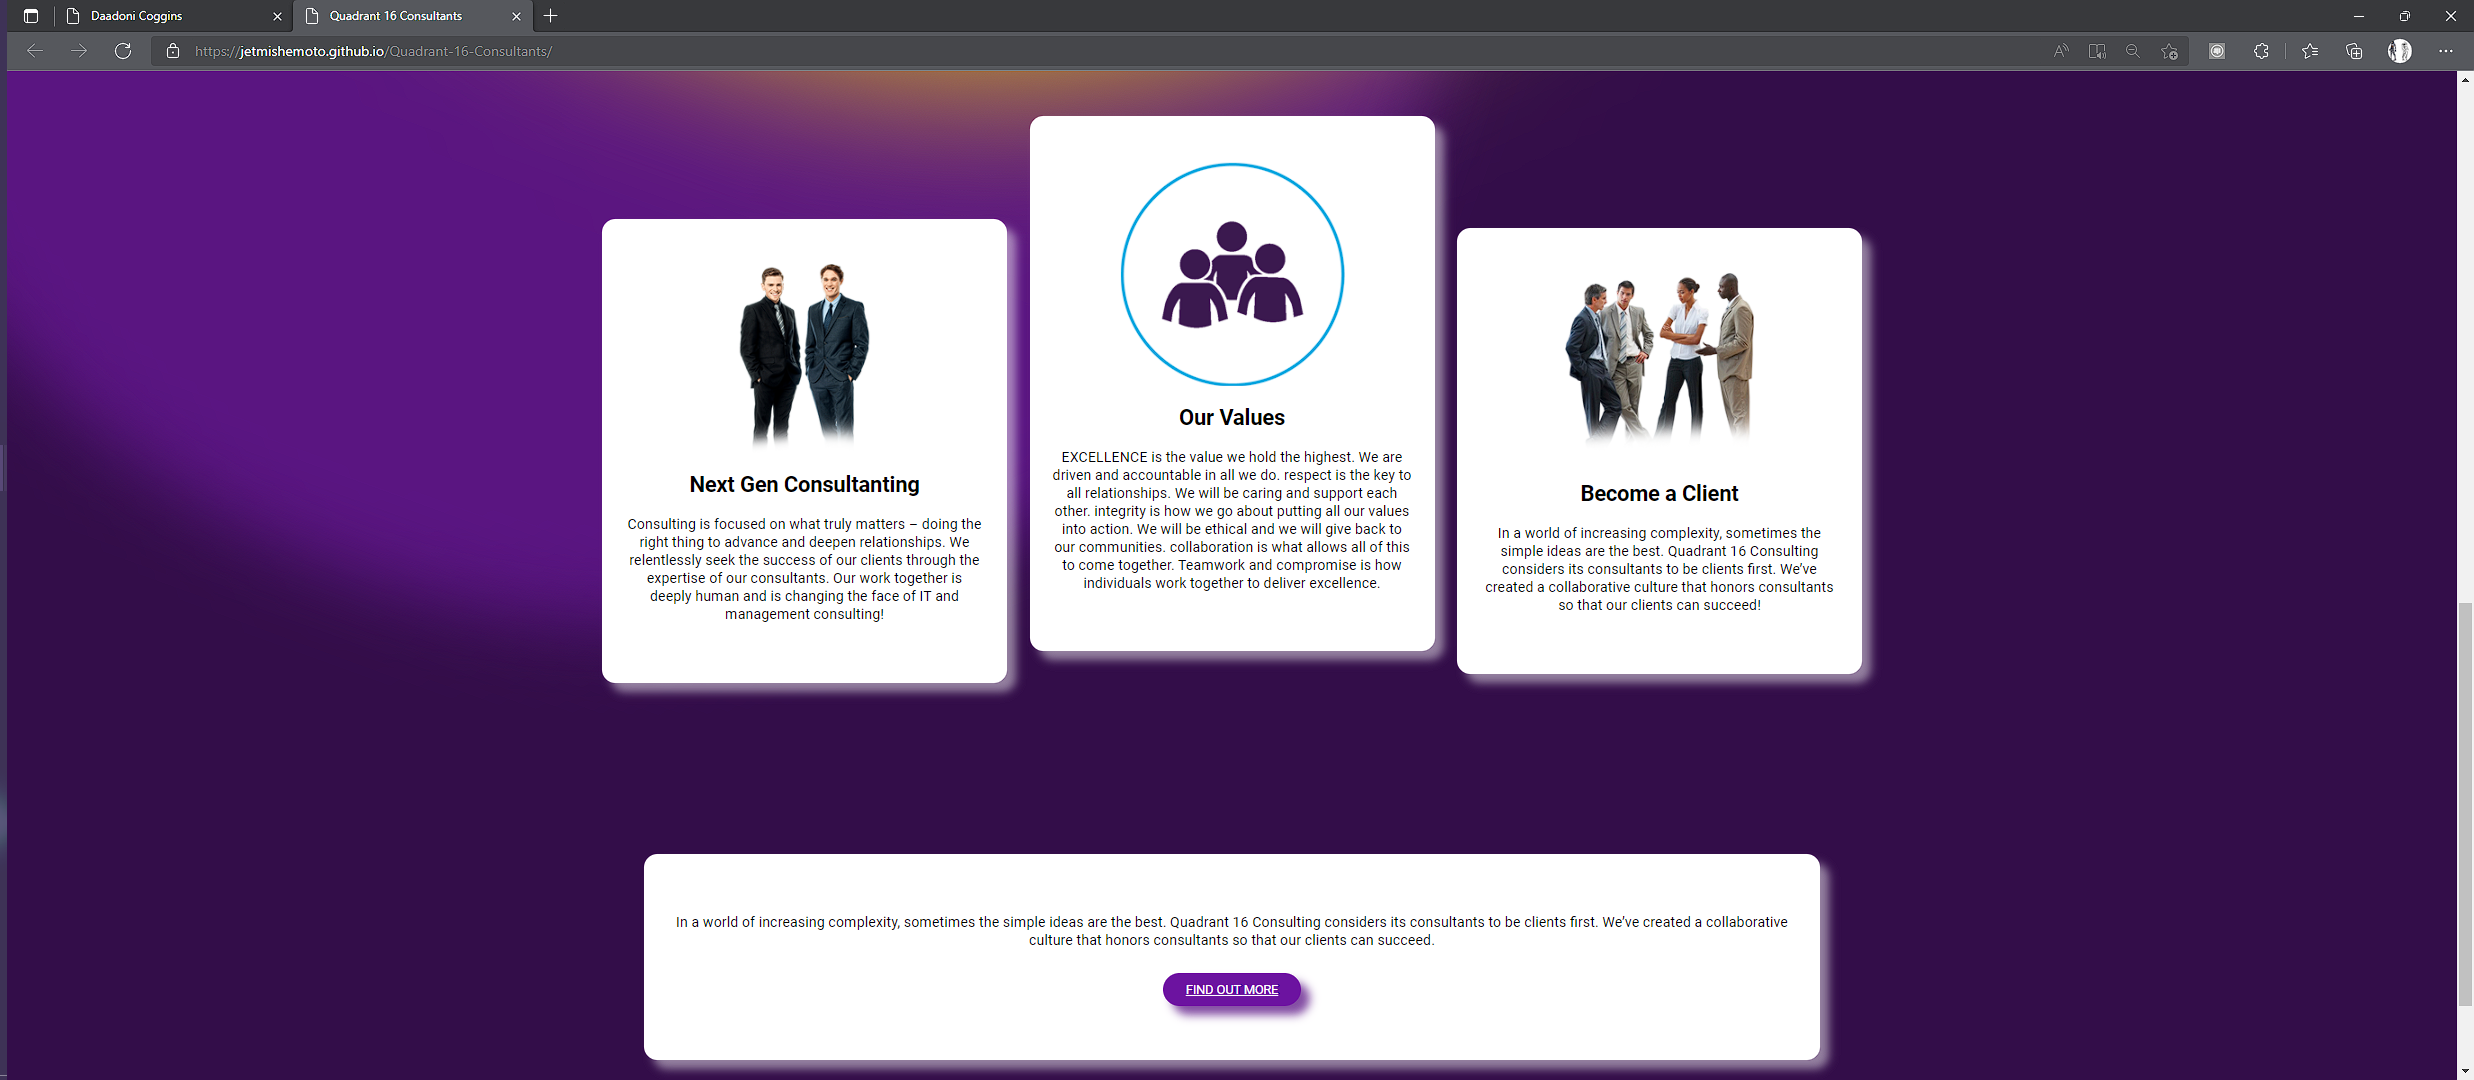 Daadoni Coggins
Quadrant 16 Consultants
https://jetmishemoto.github.io/Quadrant-16-Consultants/
Next Gen Consultanting
Consulting is focused on what truly matters – doing the
right thing to advance and deepen relationships. We
relentlessly seek the success of our clients through the
expertise of our consultants. Our work together is
deeply human and is changing the face of IT and
management consulting!
Our Values
EXCELLENCE is the value we hold the highest. We are
driven and accountable in all we do. respect is the key to
all relationships. We will be caring and support each
other. integrity is how we go about putting all our values
into action. We will be ethical and we will give back to
our communities. collaboration is what allows all of this
to come together. Teamwork and compromise is how
individuals work together to deliver excellence.
Become a Client
In a world of increasing complexity, sometimes the
simple ideas are the best. Quadrant 16 Consulting
considers its consultants to be clients first. We’ve
created a collaborative culture that honors consultants
so that our clients can succeed!
In a world of increasing complexity, sometimes the simple ideas are the best. Quadrant 16 Consulting considers its consultants to be clients first. We’ve created a collaborative
culture that honors consultants so that our clients can succeed.
FIND OUT MORE